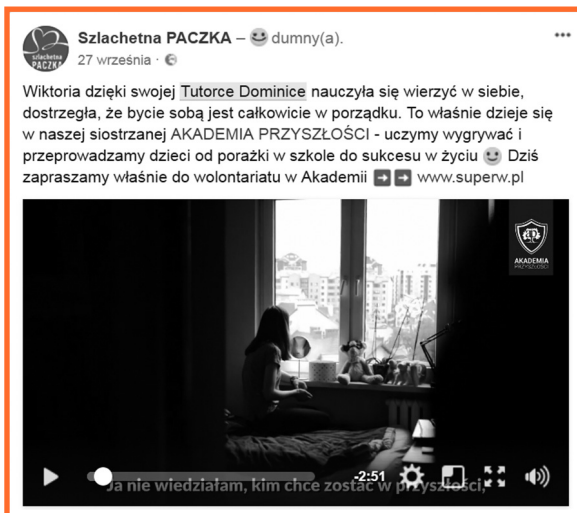 Szlachetna PACZKA – dumny(a).
szlachetna
PACZKA
27 września ·
Wiktoria dzięki swojej Tutorce Dominice nauczyła się wierzyć w siebie,
dostrzegła, że bycie sobą jest całkowicie w porządku. To właśnie dzieje się
w naszej siostrzanej AKADEMIA PRZYSZŁOŚCI - uczymy wygrywać i
przeprowadzamy dzieci od porażki w szkole do sukcesu w życiu Dziś
zapraszamy właśnie do wolontariatu w Akademii www.superw.pl
AKADEMIA
PRZYSZŁOŚCI
-2:51
Ja nie wiedziałam, kim chce zostać w przyszłości,